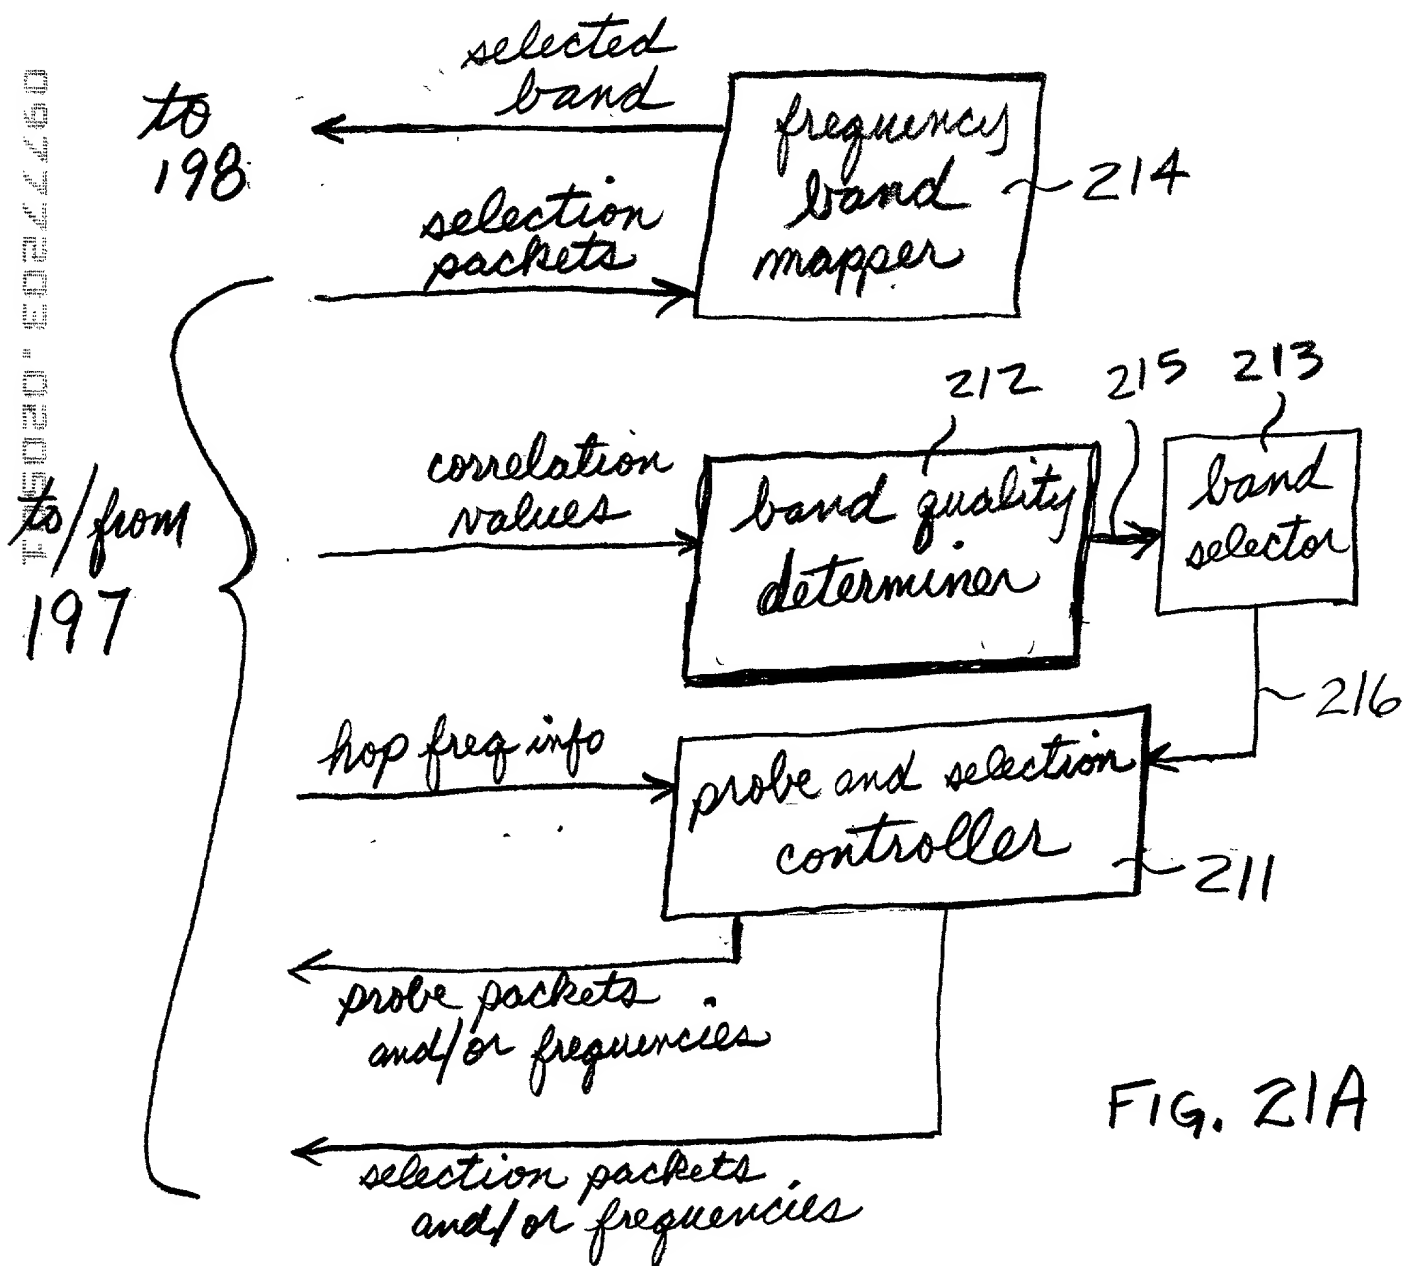 selected
band
to
198
frequency
band
mapper
214
selection
packets
212
215
213
correlation
values
band quality
determiner
band
selector
to/from
197
216
hop freq info
probe and selection
controller
211
probe packets
and/or frequencies
selection packets
and/or frequencies
FIG. 21A